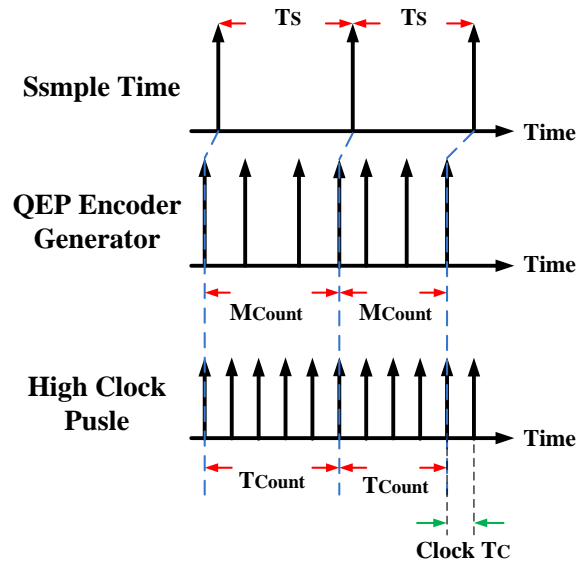 Ts Ts
Ssmple Time
Time
QEP Encoder
Generator
Time
MCount MCount
High Clock
Pusle
Time
TCount TCount
Clock TC